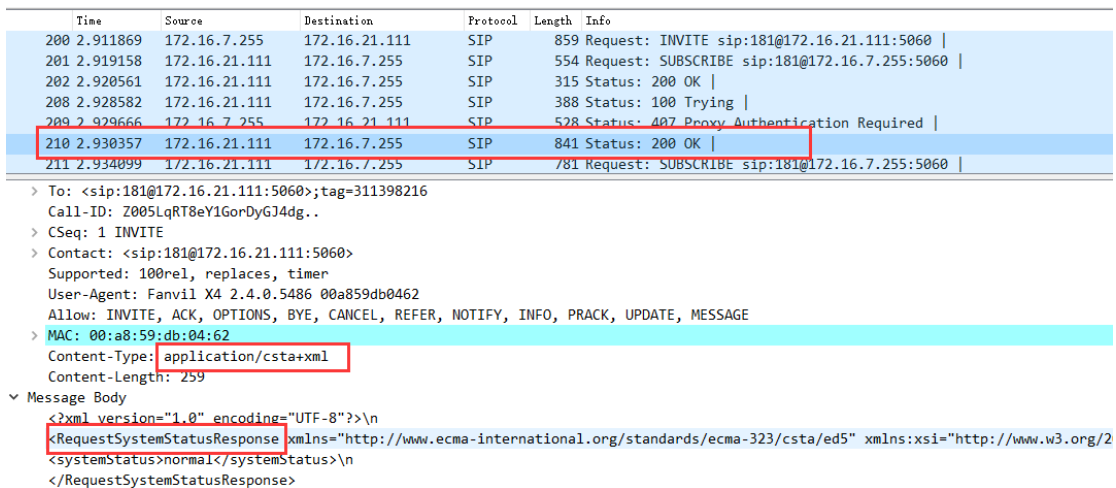 Time Source Destination Protocol Length Info
200 2.911869 172.16.7.255 172.16.21.111 SIP 859 Request: INVITE sip:181@172.16.21.111:5060 |
201 2.919158 172.16.21.111 172.16.7.255 SIP 554 Request: SUBSCRIBE sip:181@172.16.7.255:5060 |
202 2.920561 172.16.21.111 172.16.7.255 SIP 315 Status: 200 OK |
208 2.928582 172.16.21.111 172.16.7.255 SIP 388 Status: 100 Trying |
209 2.929666 172.16.7.255 172.16.21.111 SIP 528 Status: 407 Proxy Authentication Required |
210 2.930357 172.16.21.111 172.16.7.255 SIP 841 Status: 200 OK |
211 2.934099 172.16.21.111 172.16.7.255 SIP 781 Request: SUBSCRIBE sip:181@172.16.7.255:5060 |
> To: <sip:181@172.16.21.111:5060>;tag=311398216
Call-ID: Z005LqRT8eY1GorDyGJ4dg..
> CSeq: 1 INVITE
> Contact: <sip:181@172.16.21.111:5060>
Supported: 100rel, replaces, timer
User-Agent: Fanvil X4 2.4.0.5486 00a859db0462
Allow: INVITE, ACK, OPTIONS, BYE, CANCEL, REFER, NOTIFY, INFO, PRACK, UPDATE, MESSAGE
> MAC: 00:a8:59:db:04:62
Content-Type: application/csta+xml
Content-Length: 259
Message Body
<?xml version="1.0" encoding="UTF-8"?>\n
<RequestSystemStatusResponse xmlns="http://www.ecma-international.org/standards/ecma-323/csta/ed5" xmlns:xsi="http://www.w3.org/2
<systemStatus>normal</systemStatus>\n
</RequestSystemStatusResponse>